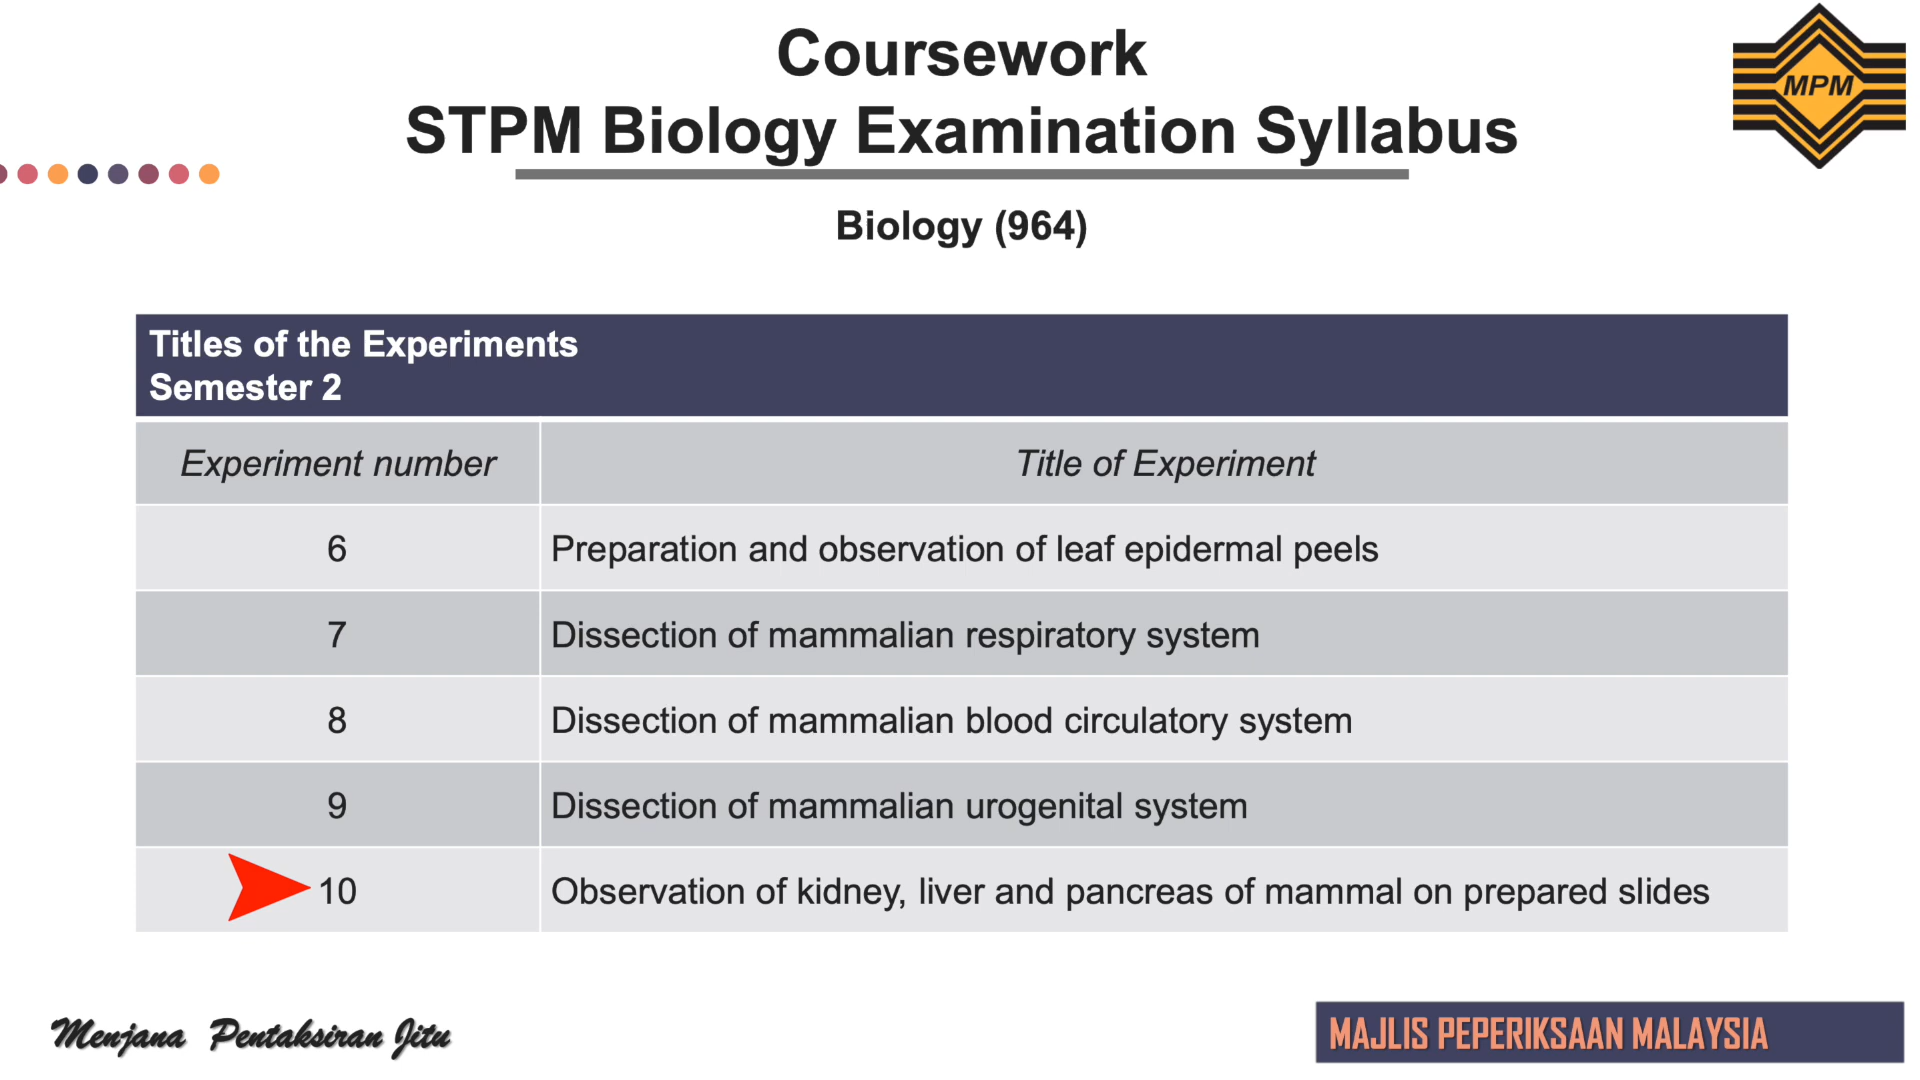 Coursework
STPM Biology Examination Syllabus
MPM
Biology (964)
Titles of the Experiments
Semester 2
Experiment number Title of Experiment
6 Preparation and observation of leaf epidermal peels
7 Dissection of mammalian respiratory system
8 Dissection of mammalian blood circulatory system
9 Dissection of mammalian urogenital system
10 Observation of kidney, liver and pancreas of mammal on prepared slides
Menjana Pentaksiran Jitu
MAJLIS PEPERIKSAAN MALAYSIA